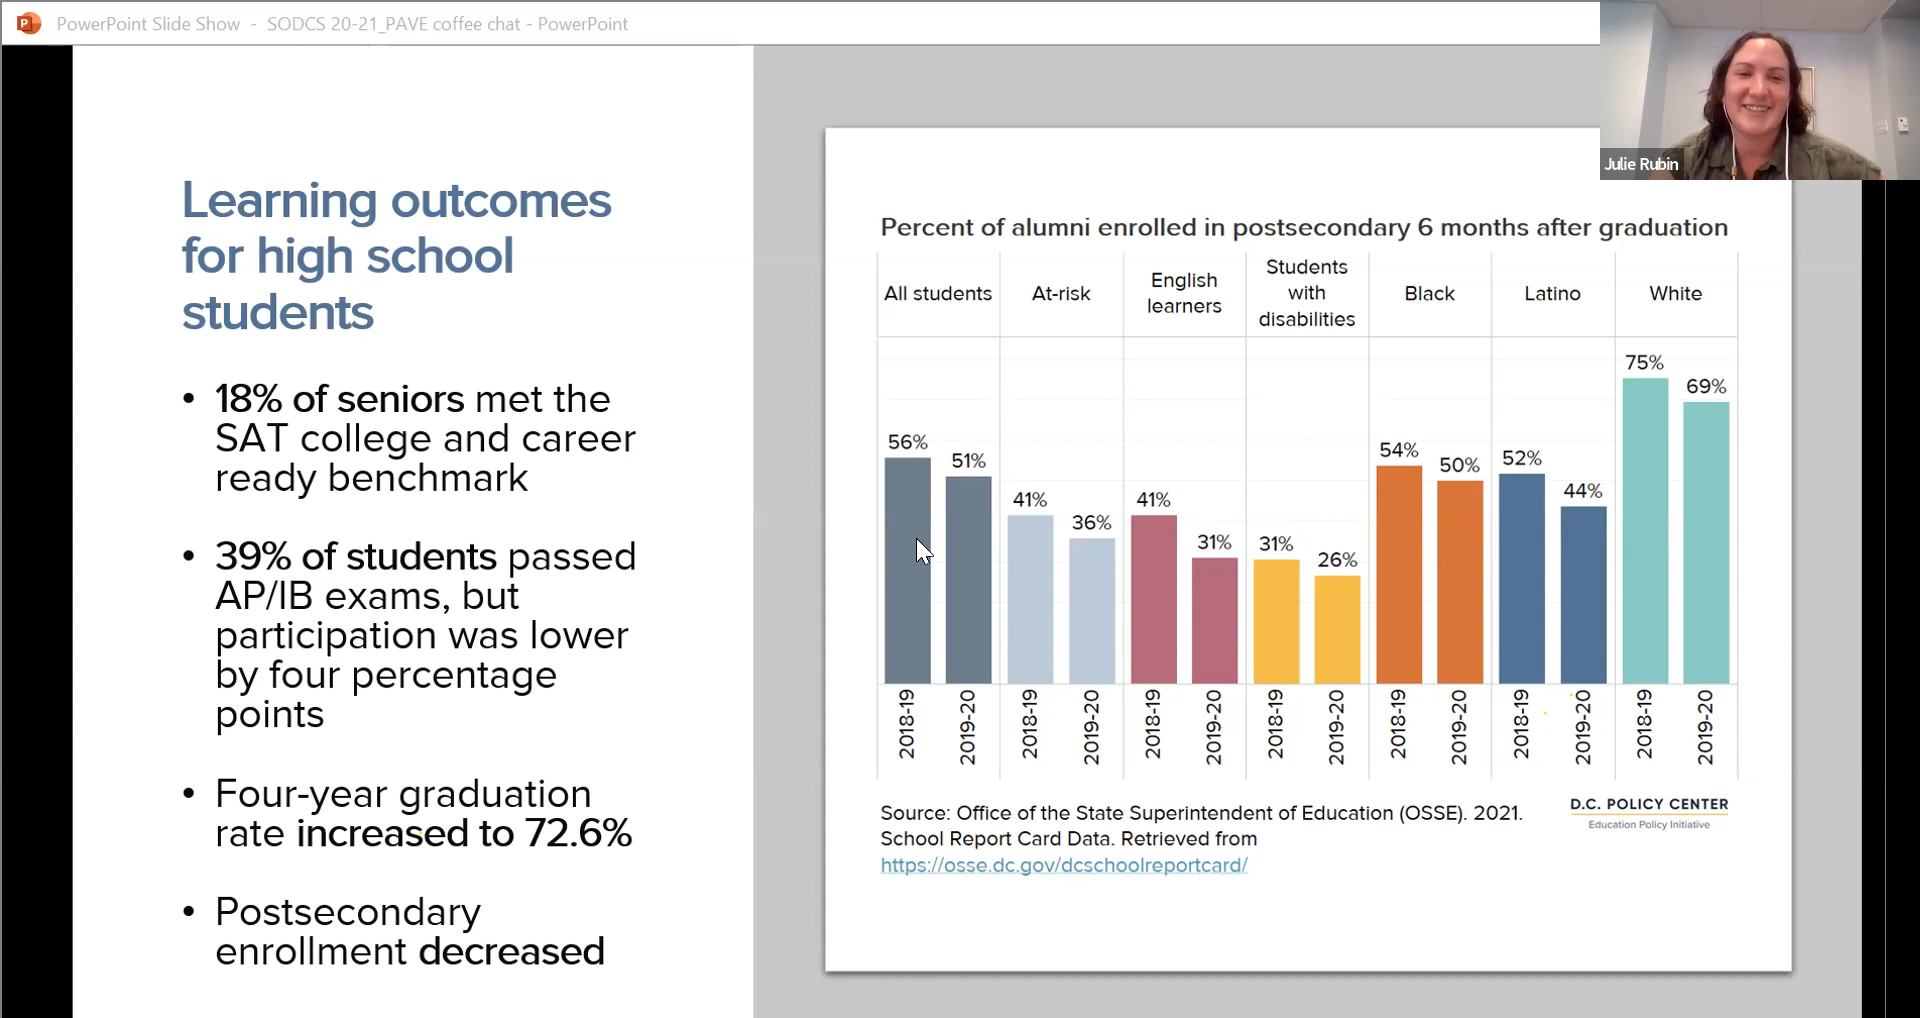 PowerPoint Slide Show - SODCS 20-21_PAVE coffee chat - PowerPoint
Julie Rubin
Learning outcomes
for high school
students
• 18% of seniors met the
SAT college and career
ready benchmark
• 39% of students passed
AP/IB exams, but
participation was lower
by four percentage
points
• Four-year graduation
rate increased to 72.6%
• Postsecondary
enrollment decreased
Percent of alumni enrolled in postsecondary 6 months after graduation
All students
At-risk
English
learners
Students
with
disabilities
Black
Latino
White
56%
51%
41%
36%
41%
31%
31%
26%
54%
50%
52%
44%
75%
69%
2018-19
2019-20
2018-19
2019-20
2018-19
2019-20
2018-19
2019-20
2018-19
2019-20
2018-19
2019-20
2018-19
2019-20
Source: Office of the State Superintendent of Education (OSSE). 2021.
School Report Card Data. Retrieved from
https://osse.dc.gov/dcschoolreportcard/
D.C. POLICY CENTER
Education Policy Initiative